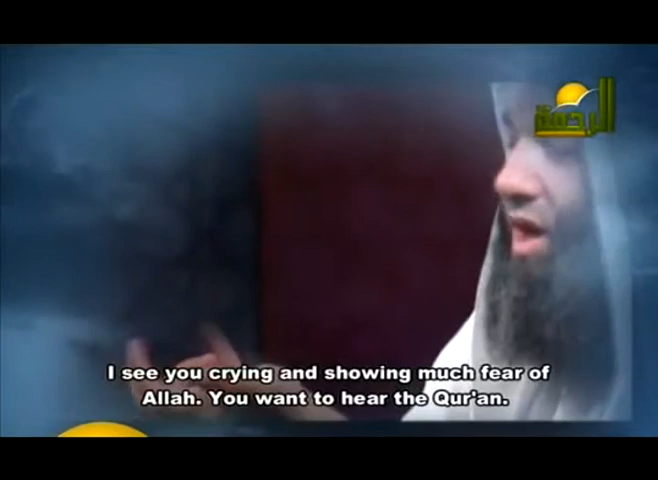 الرحمة
I see you crying and showing much fear of
Allah. You want to hear the Qur'an.